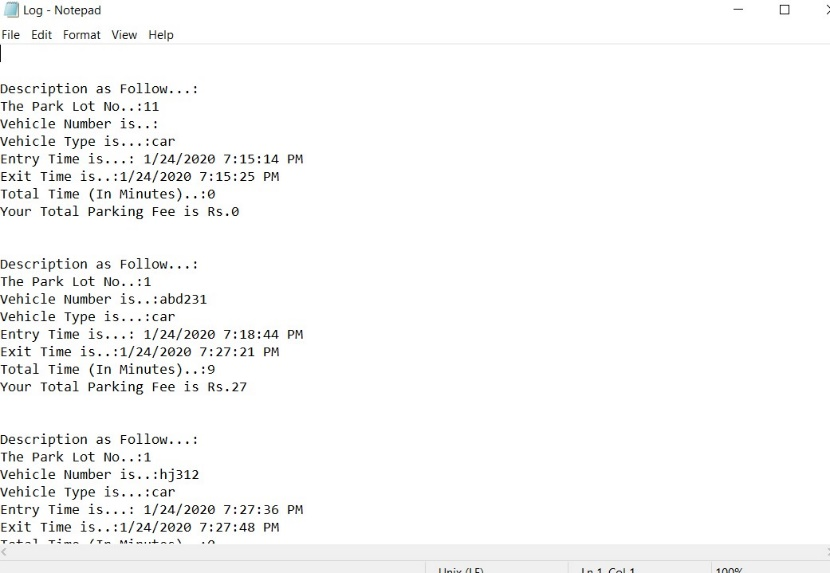 Log - Notepad
File Edit Format View Help
Description as Follow...:
The Park Lot No..:11
Vehicle Number is..:
Vehicle Type is...:car
Entry Time is...: 1/24/2020 7:15:14 PM
Exit Time is..:1/24/2020 7:15:25 PM
Total Time (In Minutes)..:0
Your Total Parking Fee is Rs.0
Description as Follow...:
The Park Lot No..:1
Vehicle Number is..:abd231
Vehicle Type is...:car
Entry Time is...: 1/24/2020 7:18:44 PM
Exit Time is..:1/24/2020 7:27:21 PM
Total Time (In Minutes)..:9
Your Total Parking Fee is Rs.27
Description as Follow...:
The Park Lot No..:1
Vehicle Number is..:hj312
Vehicle Type is...:car
Entry Time is...: 1/24/2020 7:27:36 PM
Exit Time is..:1/24/2020 7:27:48 PM
Total Time (In Minutes)..:0
Unix (LF) Ln 1, Col 1 100%